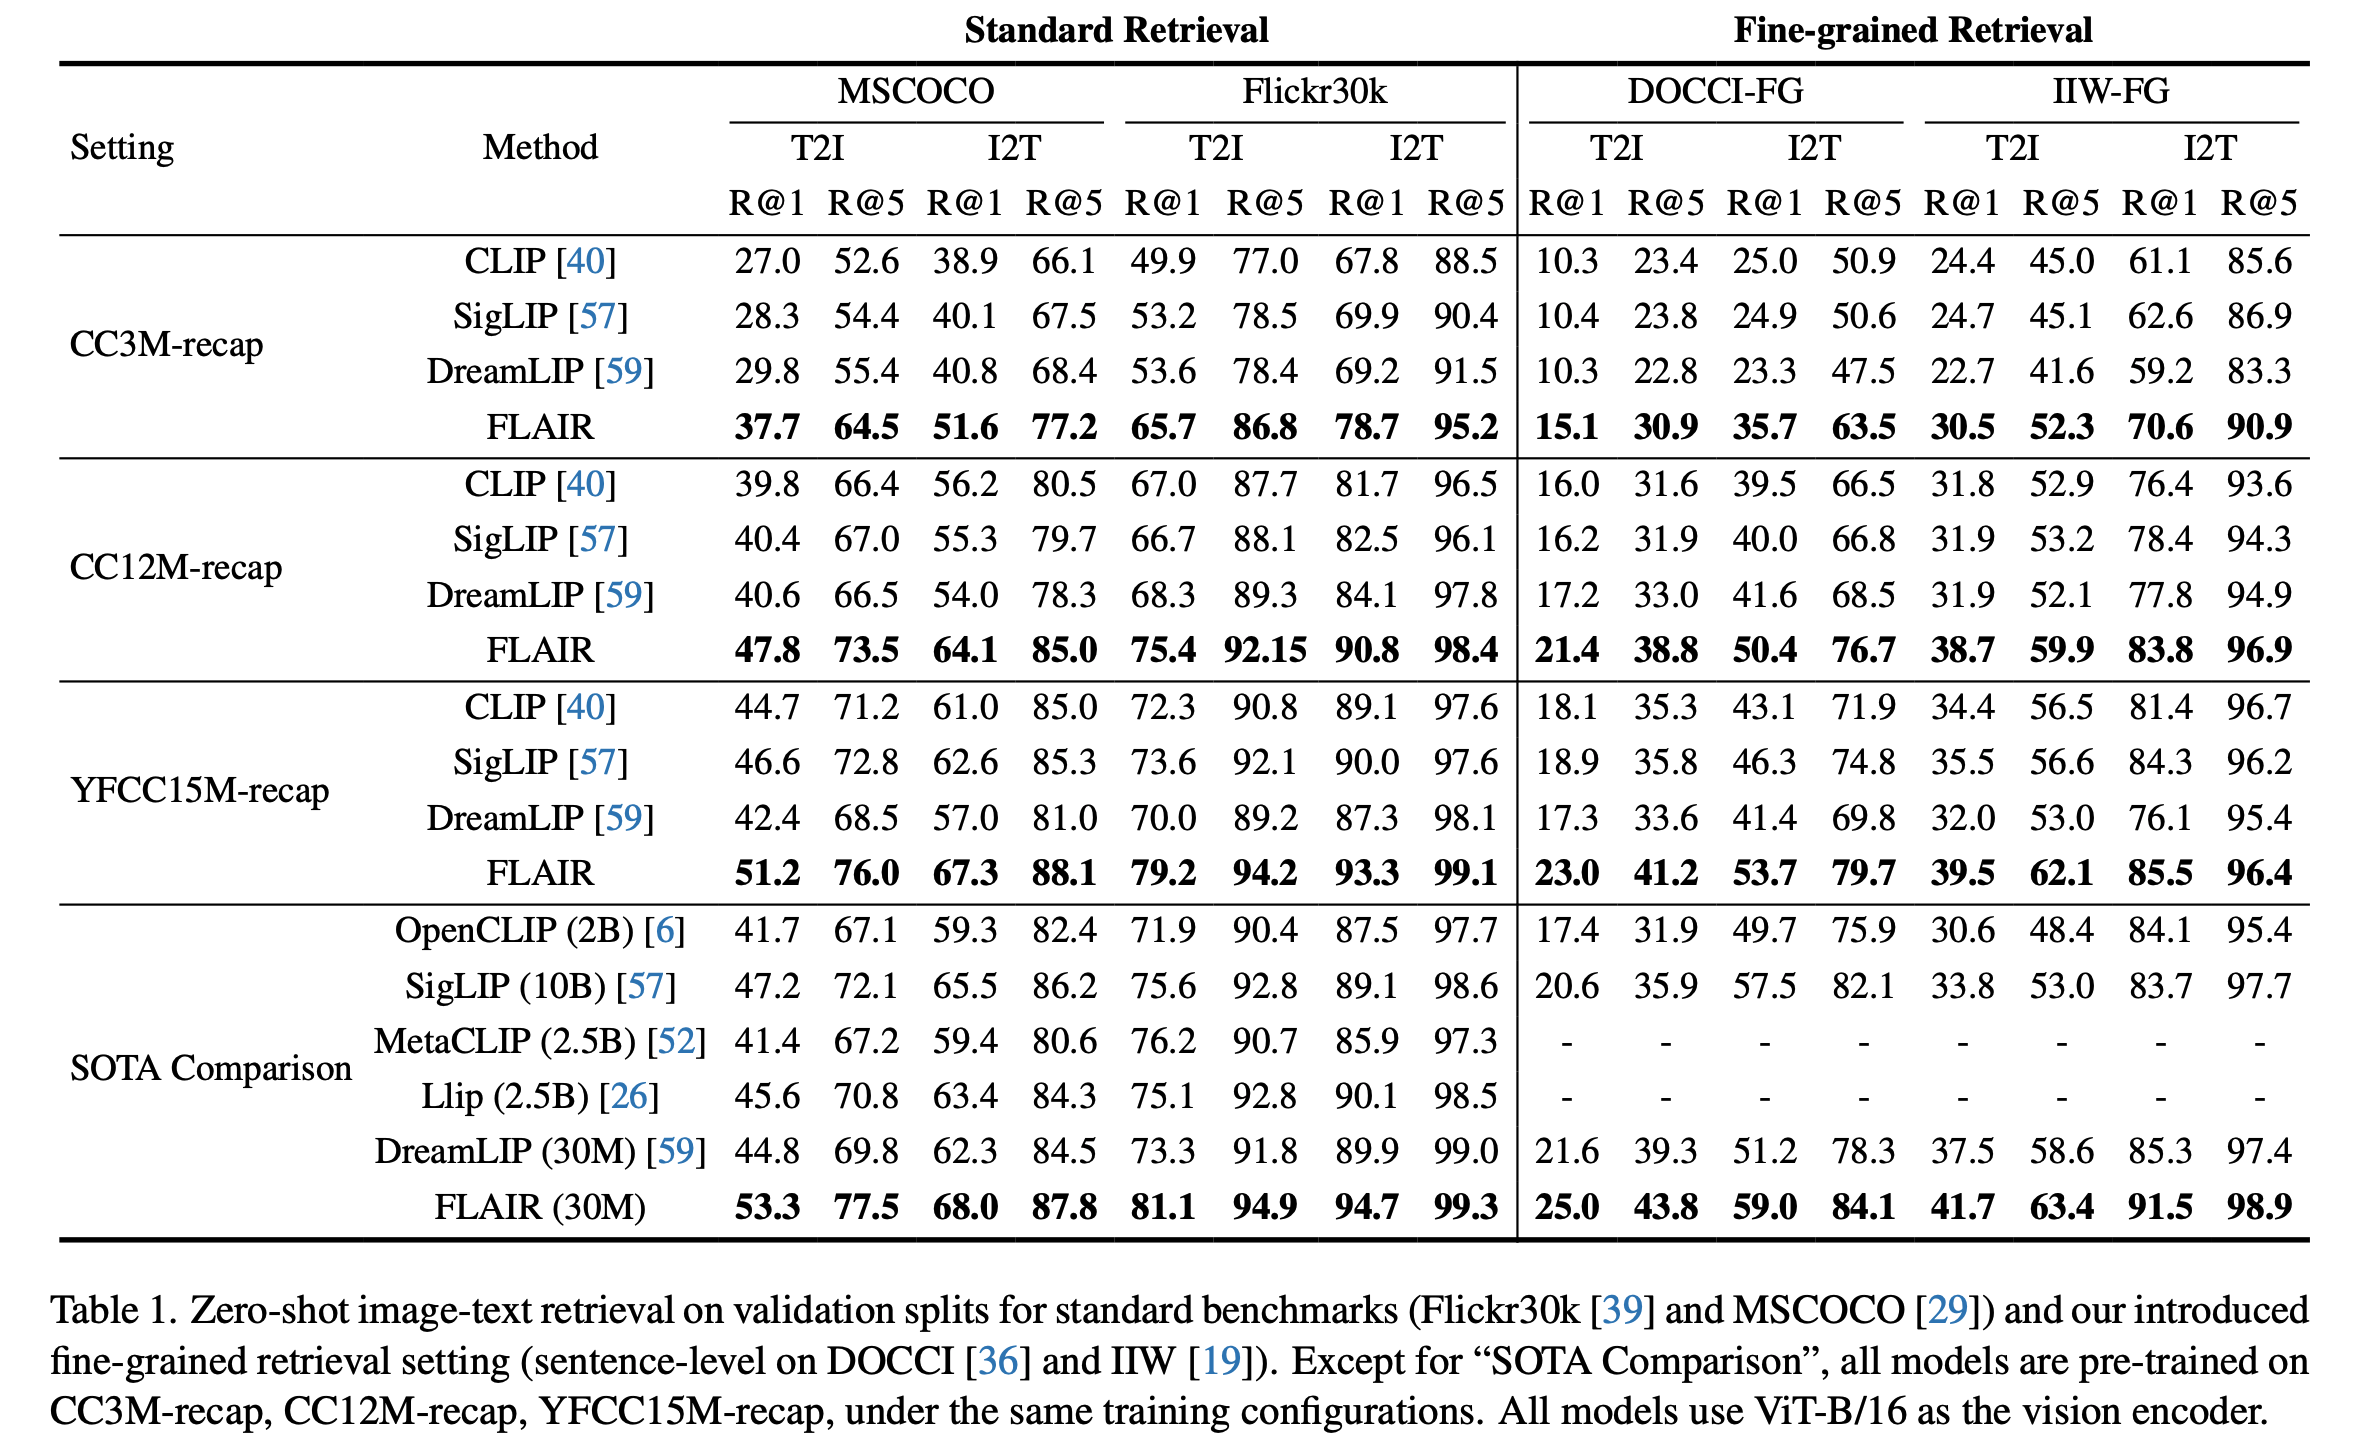 Standard Retrieval Fine-grained Retrieval
MSCOCO Flickr30k DOCCI-FG IIW-FG
Setting Method T2I I2T T2I I2T T2I I2T T2I I2T
R@1 R@5 R@1 R@5 R@1 R@5 R@1 R@5 R@1 R@5 R@1 R@5 R@1 R@5 R@1 R@5
CC3M-recap
CLIP [40] 27.0 52.6 38.9 66.1 49.9 77.0 67.8 88.5 10.3 23.4 25.0 50.9 24.4 45.0 61.1 85.6
SigLIP [57] 28.3 54.4 40.1 67.5 53.2 78.5 69.9 90.4 10.4 23.8 24.9 50.6 24.7 45.1 62.6 86.9
DreamLIP [59] 29.8 55.4 40.8 68.4 53.6 78.4 69.2 91.5 10.3 22.8 23.3 47.5 22.7 41.6 59.2 83.3
FLAIR 37.7 64.5 51.6 77.2 65.7 86.8 78.7 95.2 15.1 30.9 35.7 63.5 30.5 52.3 70.6 90.9
CC12M-recap
CLIP [40] 39.8 66.4 56.2 80.5 67.0 87.7 81.7 96.5 16.0 31.6 39.5 66.5 31.8 52.9 76.4 93.6
SigLIP [57] 40.4 67.0 55.3 79.7 66.7 88.1 82.5 96.1 16.2 31.9 40.0 66.8 31.9 53.2 78.4 94.3
DreamLIP [59] 40.6 66.5 54.0 78.3 68.3 89.3 84.1 97.8 17.2 33.0 41.6 68.5 31.9 52.1 77.8 94.9
FLAIR 47.8 73.5 64.1 85.0 75.4 92.15 90.8 98.4 21.4 38.8 50.4 76.7 38.7 59.9 83.8 96.9
YFCC15M-recap
CLIP [40] 44.7 71.2 61.0 85.0 72.3 90.8 89.1 97.6 18.1 35.3 43.1 71.9 34.4 56.5 81.4 96.7
SigLIP [57] 46.6 72.8 62.6 85.3 73.6 92.1 90.0 97.6 18.9 35.8 46.3 74.8 35.5 56.6 84.3 96.2
DreamLIP [59] 42.4 68.5 57.0 81.0 70.0 89.2 87.3 98.1 17.3 33.6 41.4 69.8 32.0 53.0 76.1 95.4
FLAIR 51.2 76.0 67.3 88.1 79.2 94.2 93.3 99.1 23.0 41.2 53.7 79.7 39.5 62.1 85.5 96.4
SOTA Comparison
OpenCLIP (2B) [6] 41.7 67.1 59.3 82.4 71.9 90.4 87.5 97.7 17.4 31.9 49.7 75.9 30.6 48.4 84.1 95.4
SigLIP (10B) [57] 47.2 72.1 65.5 86.2 75.6 92.8 89.1 98.6 20.6 35.9 57.5 82.1 33.8 53.0 83.7 97.7
MetaCLIP (2.5B) [52] 41.4 67.2 59.4 80.6 76.2 90.7 85.9 97.3 - - - - - - - -
Llip (2.5B) [26] 45.6 70.8 63.4 84.3 75.1 92.8 90.1 98.5 - - - - - - - -
DreamLIP (30M) [59] 44.8 69.8 62.3 84.5 73.3 91.8 89.9 99.0 21.6 39.3 51.2 78.3 37.5 58.6 85.3 97.4
FLAIR (30M) 53.3 77.5 68.0 87.8 81.1 94.9 94.7 99.3 25.0 43.8 59.0 84.1 41.7 63.4 91.5 98.9
Table 1. Zero-shot image-text retrieval on validation splits for standard benchmarks (Flickr30k [39] and MSCOCO [29]) and our introduced
fine-grained retrieval setting (sentence-level on DOCCI [36] and IIW [19]). Except for “SOTA Comparison”, all models are pre-trained on
CC3M-recap, CC12M-recap, YFCC15M-recap, under the same training configurations. All models use ViT-B/16 as the vision encoder.